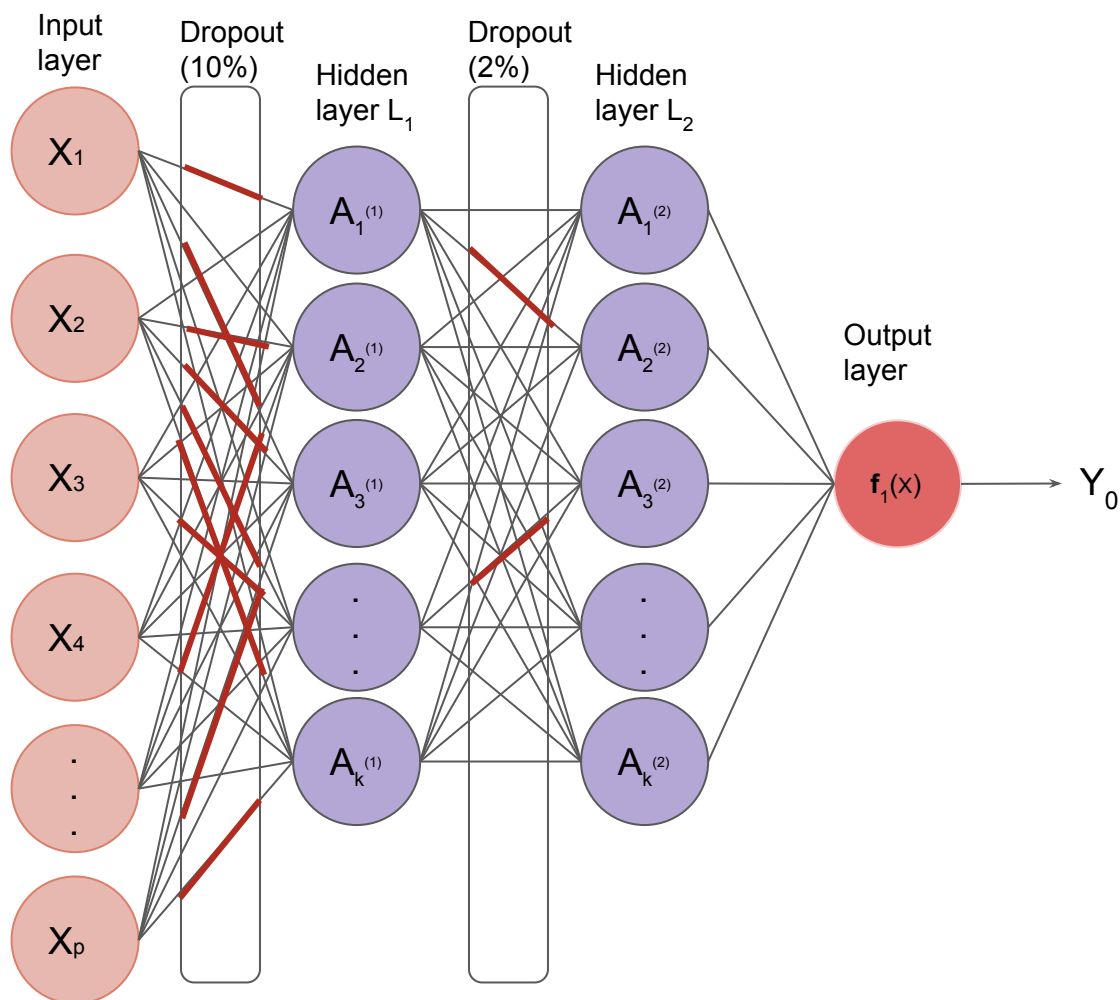 Input
layer
Dropout
(10%)
Hidden
layer L₁
Dropout
(2%)
Hidden
layer L₂
Output
layer
X₁
X₂
X₃
X₄
.
.
.
Xₚ
A₁⁽¹⁾
A₂⁽¹⁾
A₃⁽¹⁾
.
.
.
Aₖ⁽¹⁾
A₁⁽²⁾
A₂⁽²⁾
A₃⁽²⁾
.
.
.
Aₖ⁽²⁾
f₁(X)
Y₀